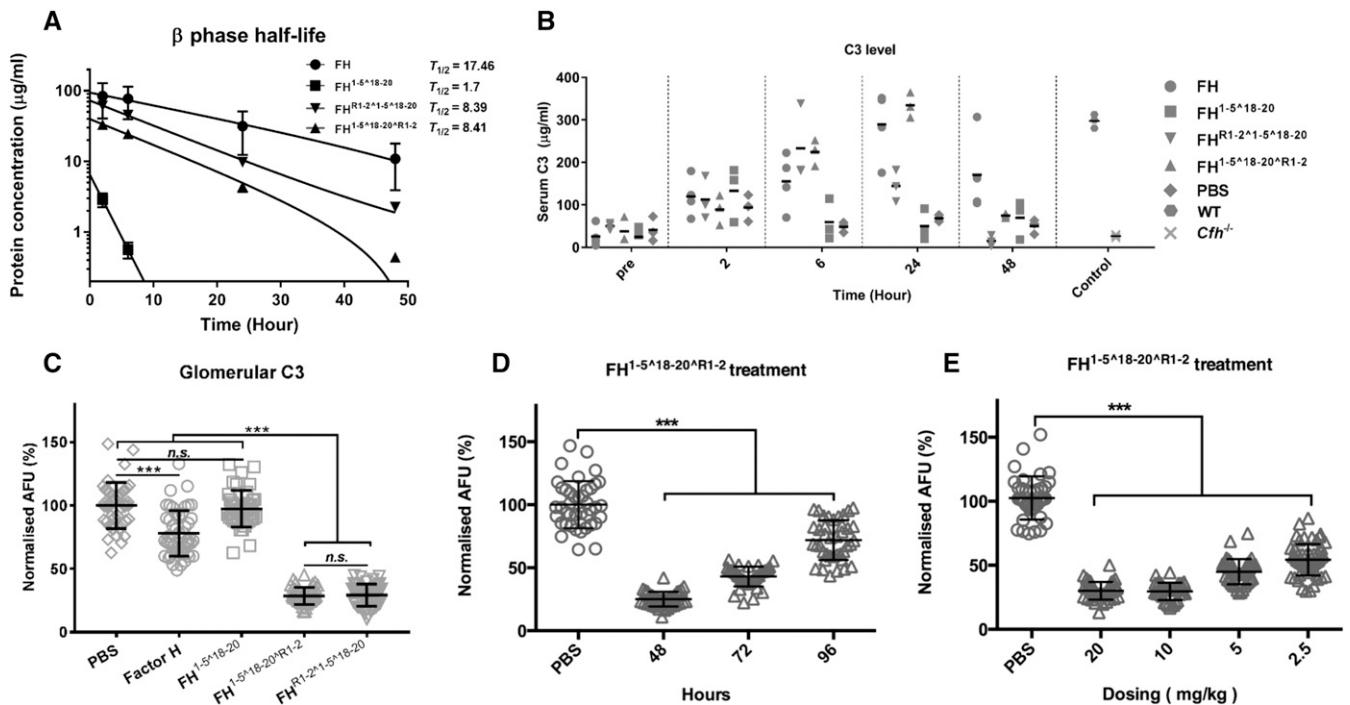 A
β phase half-life
Protein concentration (µg/ml)
100
10
1
0 10 20 30 40 50
Time (Hour)
FH T1/2 = 17.46
FH1-5^18-20 T1/2 = 1.7
FHR1-2^1-5^18-20 T1/2 = 8.39
FH1-5^18-20^R1-2 T1/2 = 8.41
B
C3 level
Serum C3 (µg/ml)
400
300
200
100
0
pre 2 6 24 48 Control
Time (Hour)
FH
FH1-5^18-20
FHR1-2^1-5^18-20
FH1-5^18-20^R1-2
PBS
WT
Cfh-/-
C
Glomerular C3
Normalised AFU (%)
150
100
50
0
***
n.s.
***
n.s.
PBS
Factor H
FH1-5^18-20
FH1-5^18-20^R1-2
FHR1-2^1-5^18-20
D
FH1-5^18-20^R1-2 treatment
Normalised AFU (%)
150
100
50
0
***
PBS 48 72 96
Hours
E
FH1-5^18-20^R1-2 treatment
Normalised AFU (%)
150
100
50
0
***
PBS 20 10 5 2.5
Dosing ( mg/kg )